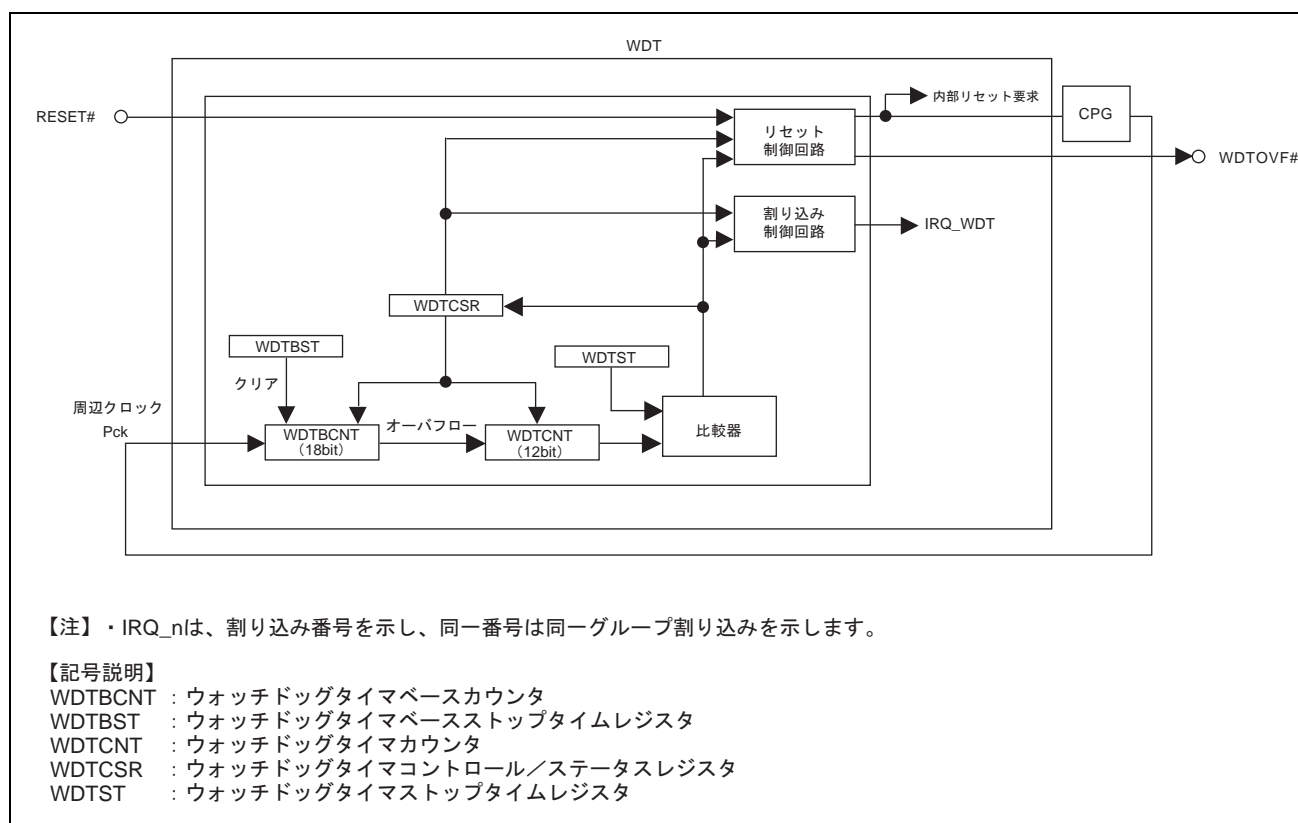 WDT
RESET#
リセット
制御回路
内部リセット要求
CPG
WDTOVF#
割り込み
制御回路
IRQ_WDT
WDTCSR
WDTBST
WDTST
クリア
周辺クロック
Pck
WDTBCNT
（18bit）
オーバフロー
WDTCNT
（12bit）
比較器
【注】・IRQ_nは、割り込み番号を示し、同一番号は同一グループ割り込みを示します。
【記号説明】
WDTBCNT ：ウォッチドッグタイマベースカウンタ
WDTBST ：ウォッチドッグタイマベースストップタイムレジスタ
WDTCNT ：ウォッチドッグタイマカウンタ
WDTCSR ：ウォッチドッグタイマコントロール／ステータスレジスタ
WDTST ：ウォッチドッグタイマストップタイムレジスタ